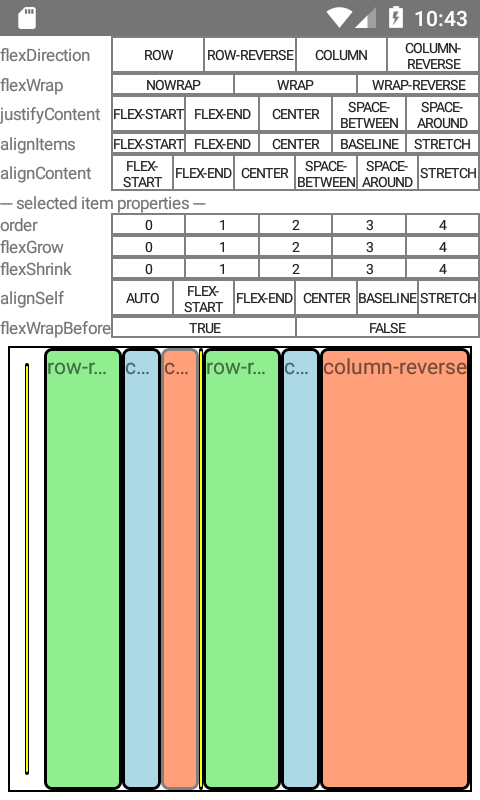 10:43
flexDirection ROW ROW-REVERSE COLUMN COLUMN-
REVERSE
flexWrap NOWRAP WRAP WRAP-REVERSE
justifyContent FLEX-START FLEX-END CENTER SPACE-
BETWEEN SPACE-
AROUND
alignItems FLEX-START FLEX-END CENTER BASELINE STRETCH
alignContent FLEX-
START FLEX-END CENTER SPACE-
BETWEEN SPACE-
AROUND STRETCH
— selected item properties —
order 0 1 2 3 4
flexGrow 0 1 2 3 4
flexShrink 0 1 2 3 4
alignSelf AUTO FLEX-
START FLEX-END CENTER BASELINE STRETCH
flexWrapBefore TRUE FALSE
row-r... c... c... row-r... c... column-reverse